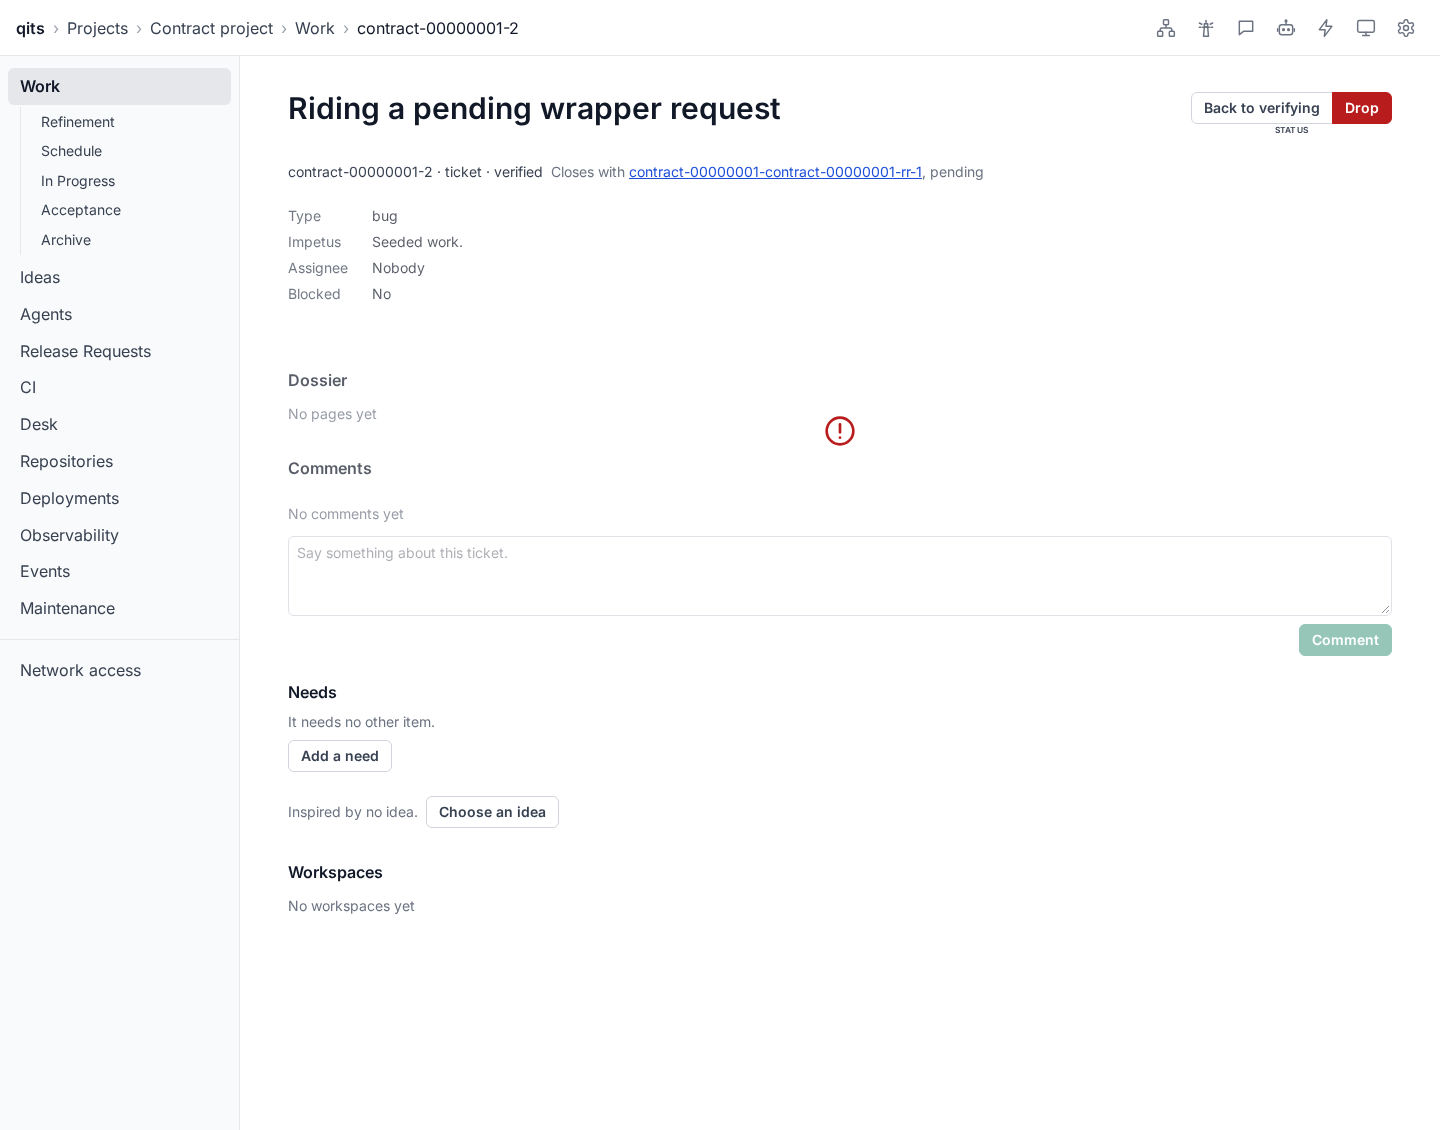 qits › Projects › Contract project › Work › contract-00000001-2
Work
Refinement
Schedule
In Progress
Acceptance
Archive
Ideas
Agents
Release Requests
CI
Desk
Repositories
Deployments
Observability
Events
Maintenance
Network access
Riding a pending wrapper request
Back to verifying Drop
STATUS
contract-00000001-2 · ticket · verified Closes with contract-00000001-contract-00000001-rr-1, pending
Type bug
Impetus Seeded work.
Assignee Nobody
Blocked No
Dossier
No pages yet
Comments
No comments yet
Say something about this ticket.
Comment
Needs
It needs no other item.
Add a need
Inspired by no idea. Choose an idea
Workspaces
No workspaces yet